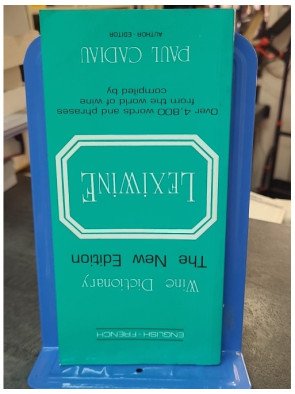 ENGLISH - FRENCH
Wine Dictionary
The New Edition
LEXIWINE
Over 4 800 words and phrases
from the world of wine
compiled by
PAUL CADIAU
AUTHOR - EDITOR